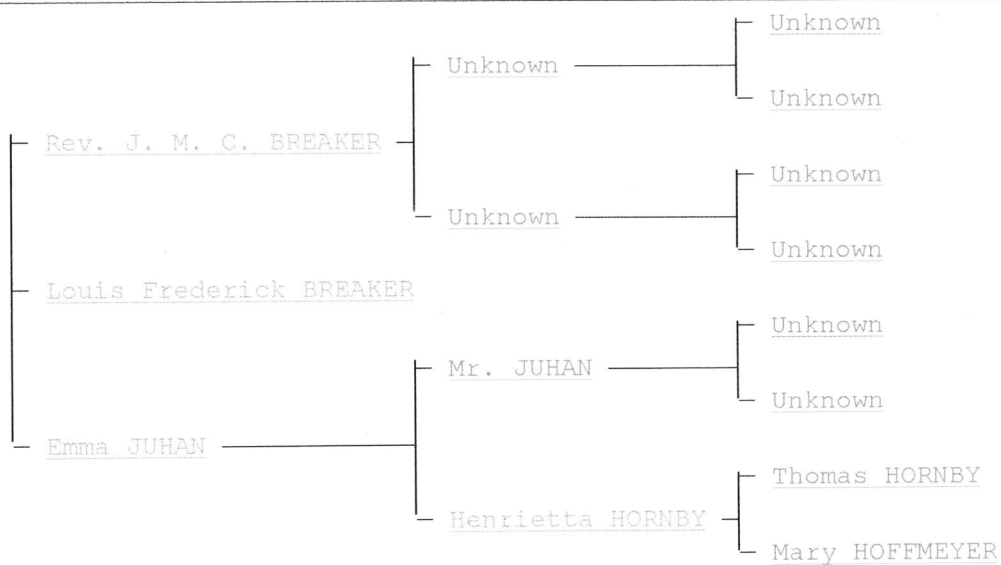 Unknown
Unknown
Unknown
Rev. J. M. C. BREAKER
Unknown
Unknown
Unknown
Louis Frederick BREAKER
Unknown
Mr. JUHAN
Unknown
Emma JUHAN
Thomas HORNBY
Henrietta HORNBY
Mary HOFFMEYER